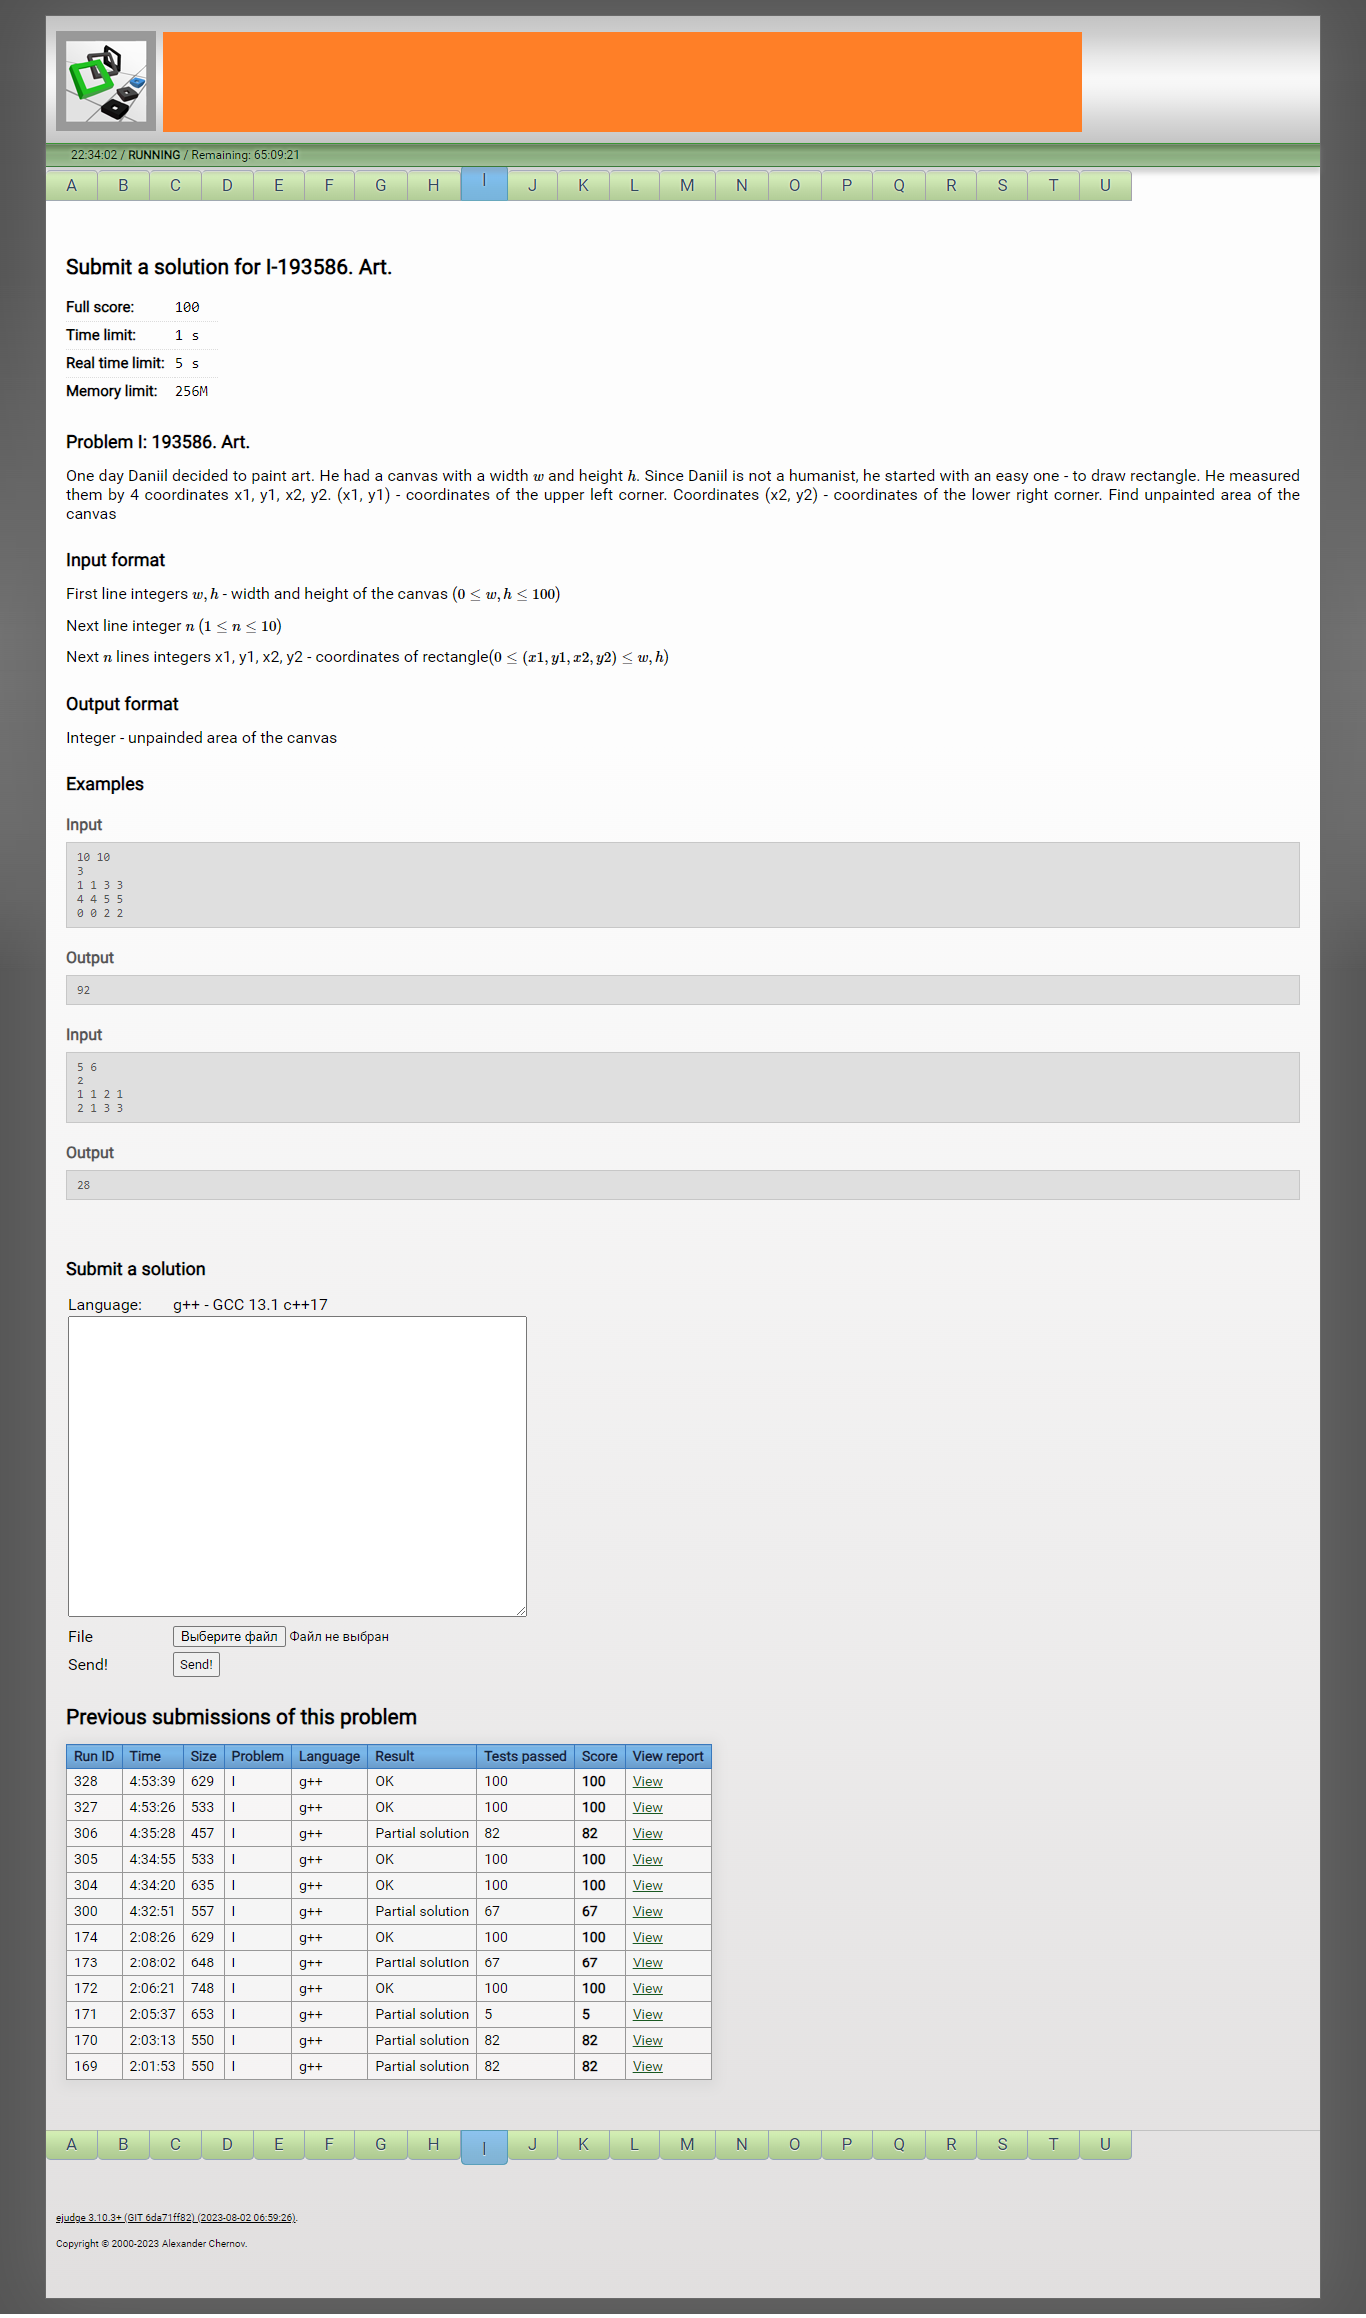 22:34:02 / RUNNING / Remaining: 65:09:21
A B C D E F G H I J K L M N O P Q R S T U
Submit a solution for I-193586. Art.
Full score: 100
Time limit: 1 s
Real time limit: 5 s
Memory limit: 256M
Problem I: 193586. Art.
One day Daniil decided to paint art. He had a canvas with a width w and height h. Since Daniil is not a humanist, he started with an easy one - to draw rectangle. He measured
them by 4 coordinates x1, y1, x2, y2. (x1, y1) - coordinates of the upper left corner. Coordinates (x2, y2) - coordinates of the lower right corner. Find unpainted area of the
canvas
Input format
First line integers w, h - width and height of the canvas (0 ≤ w, h ≤ 100)
Next line integer n (1 ≤ n ≤ 10)
Next n lines integers x1, y1, x2, y2 - coordinates of rectangle(0 ≤ (x1, y1, x2, y2) ≤ w, h)
Output format
Integer - unpainded area of the canvas
Examples
Input
10 10
3
1 1 3 3
4 4 5 5
0 0 2 2
Output
92
Input
5 6
2
1 1 2 1
2 1 3 3
Output
28
Submit a solution
Language: g++ - GCC 13.1 c++17
File Выберите файл Файл не выбран
Send! Send!
Previous submissions of this problem
Run ID Time Size Problem Language Result Tests passed Score View report
328 4:53:39 629 I g++ OK 100 100 View
327 4:53:26 533 I g++ OK 100 100 View
306 4:35:28 457 I g++ Partial solution 82 82 View
305 4:34:55 533 I g++ OK 100 100 View
304 4:34:20 635 I g++ OK 100 100 View
300 4:32:51 557 I g++ Partial solution 67 67 View
174 2:08:26 629 I g++ OK 100 100 View
173 2:08:02 648 I g++ Partial solution 67 67 View
172 2:06:21 748 I g++ OK 100 100 View
171 2:05:37 653 I g++ Partial solution 5 5 View
170 2:03:13 550 I g++ Partial solution 82 82 View
169 2:01:53 550 I g++ Partial solution 82 82 View
A B C D E F G H I J K L M N O P Q R S T U
ejudge 3.10.3+ (GIT 6da71ff82) (2023-08-02 06:59:26).
Copyright © 2000-2023 Alexander Chernov.